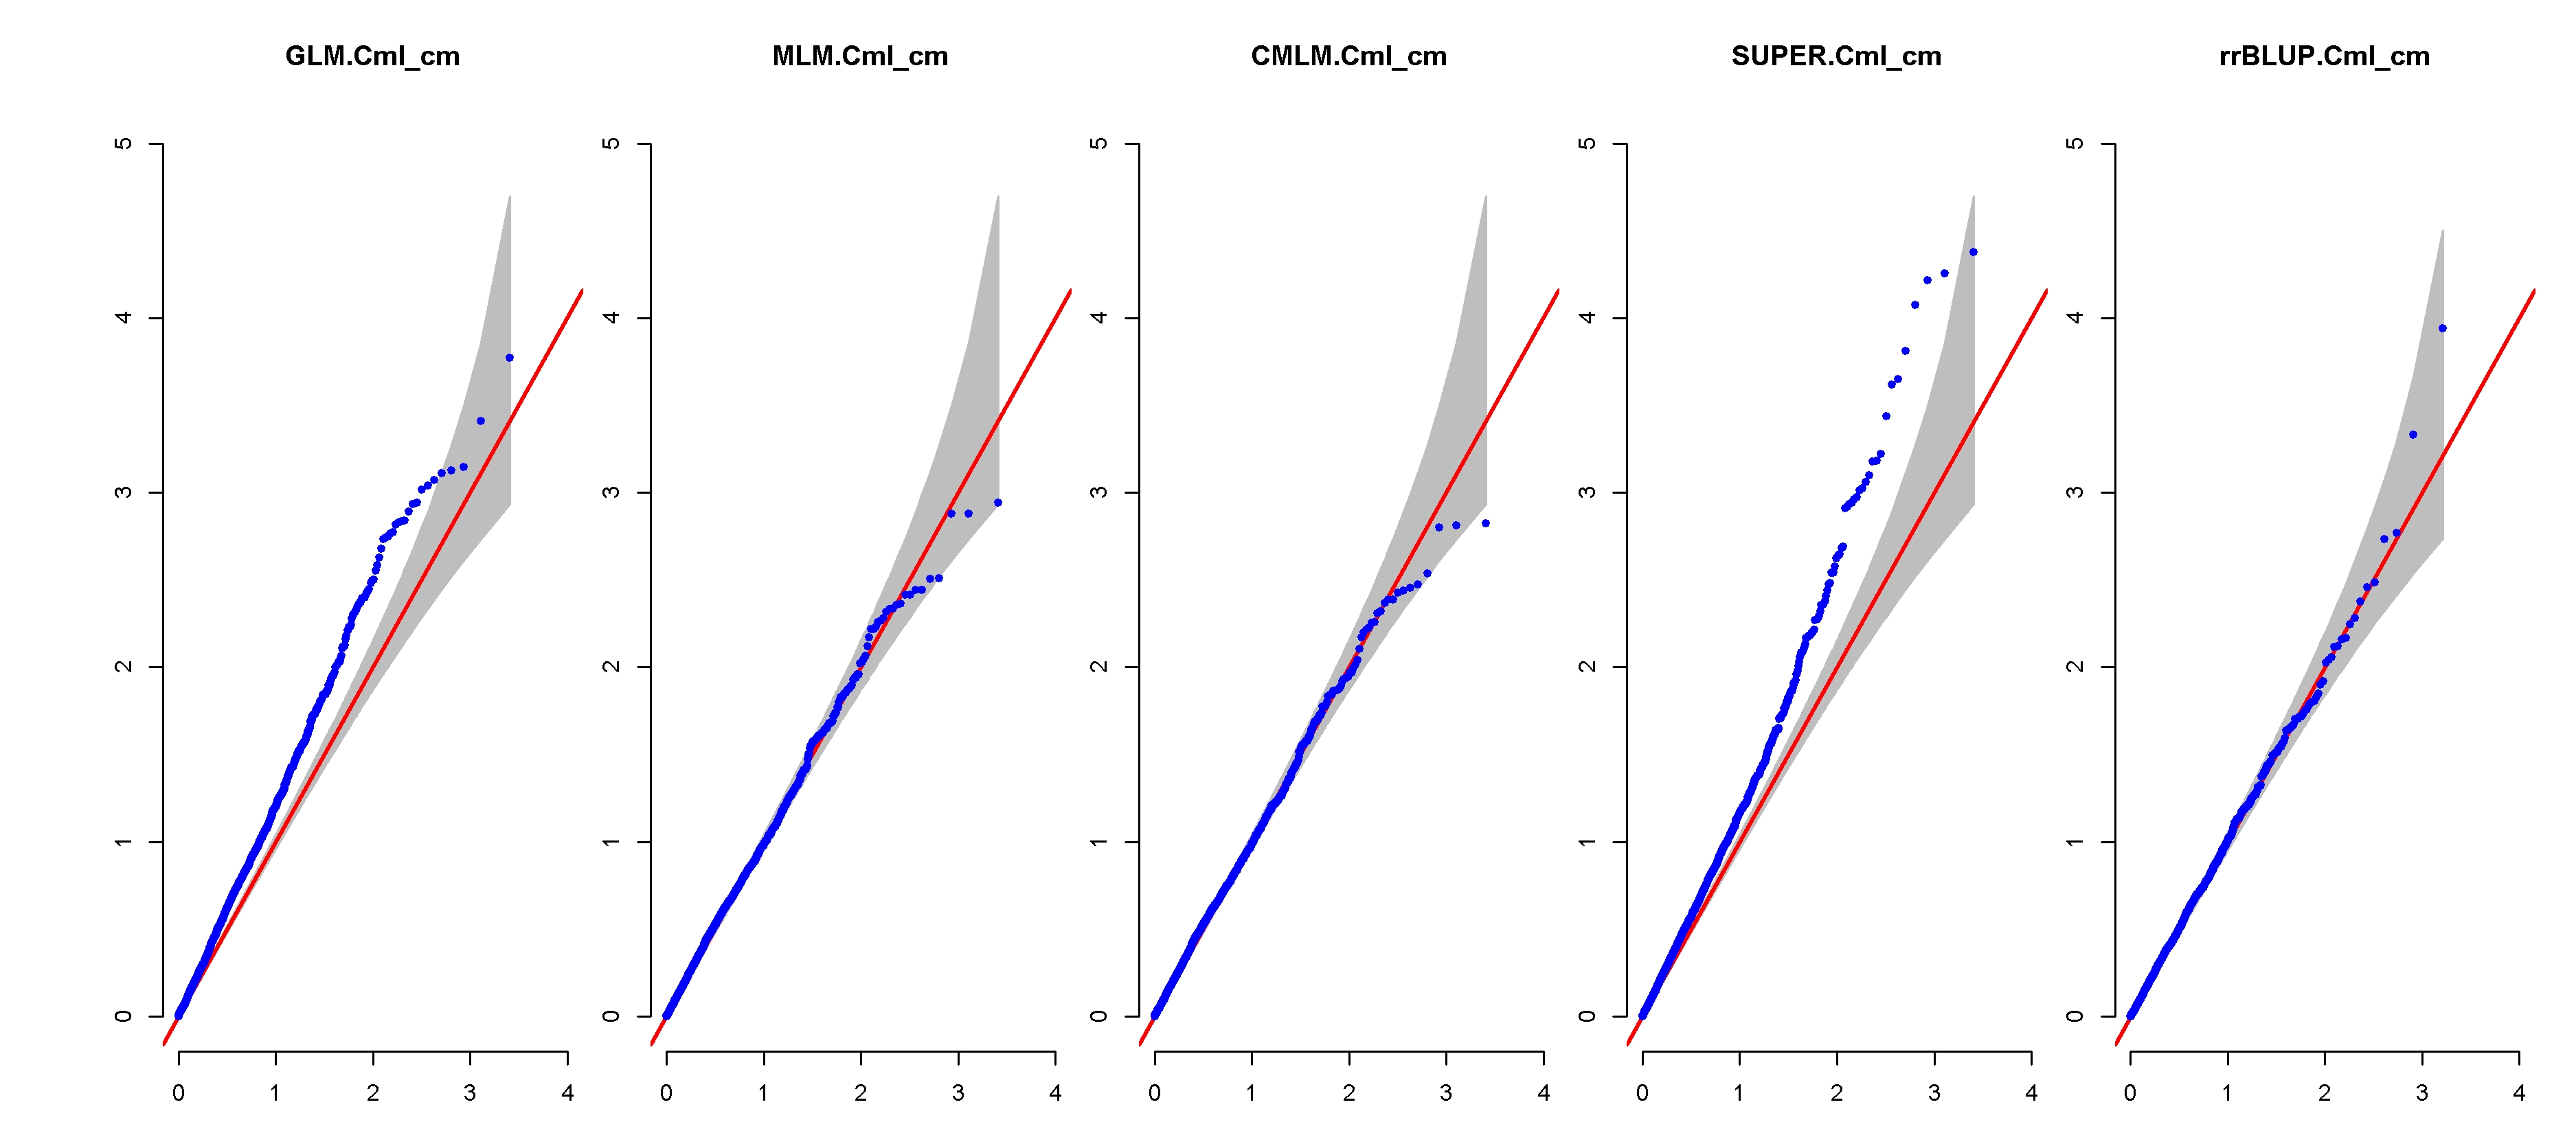 GLM.Cml_cm MLM.Cml_cm CMLM.Cml_cm SUPER.Cml_cm rrBLUP.Cml_cm
5 5 5 5 5
4 4 4 4 4
3 3 3 3 3
2 2 2 2 2
1 1 1 1 1
0 0 0 0 0
0 1 2 3 4 0 1 2 3 4 0 1 2 3 4 0 1 2 3 4 0 1 2 3 4